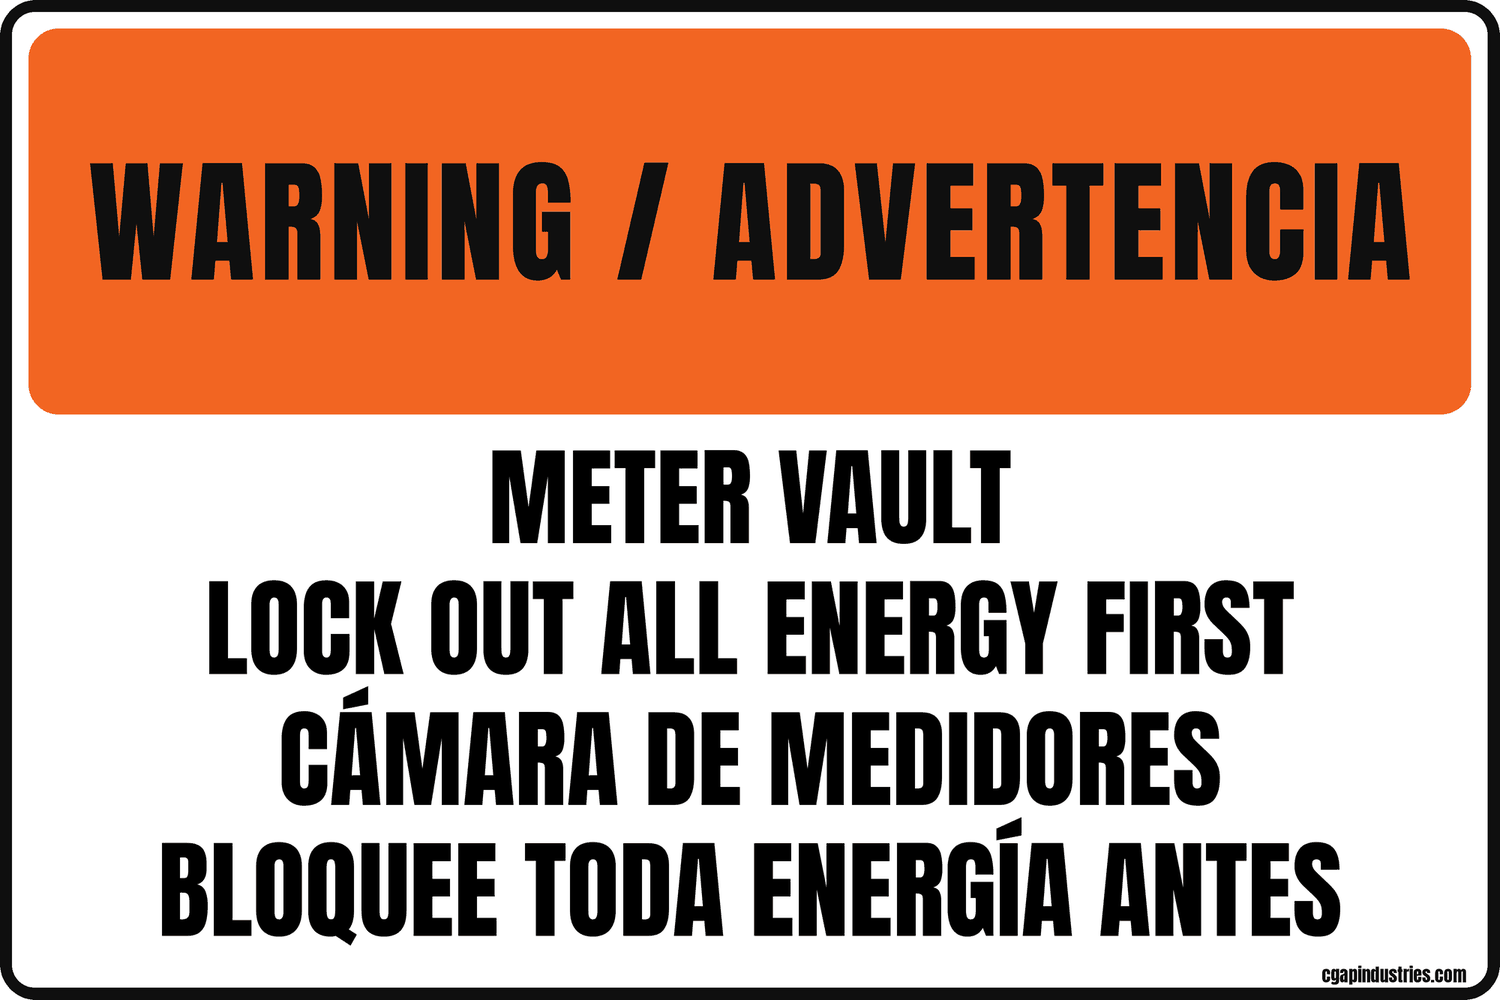 WARNING / ADVERTENCIA
METER VAULT
LOCK OUT ALL ENERGY FIRST
CÁMARA DE MEDIDORES
BLOQUEE TODA ENERGÍA ANTES
cgapindustries.com